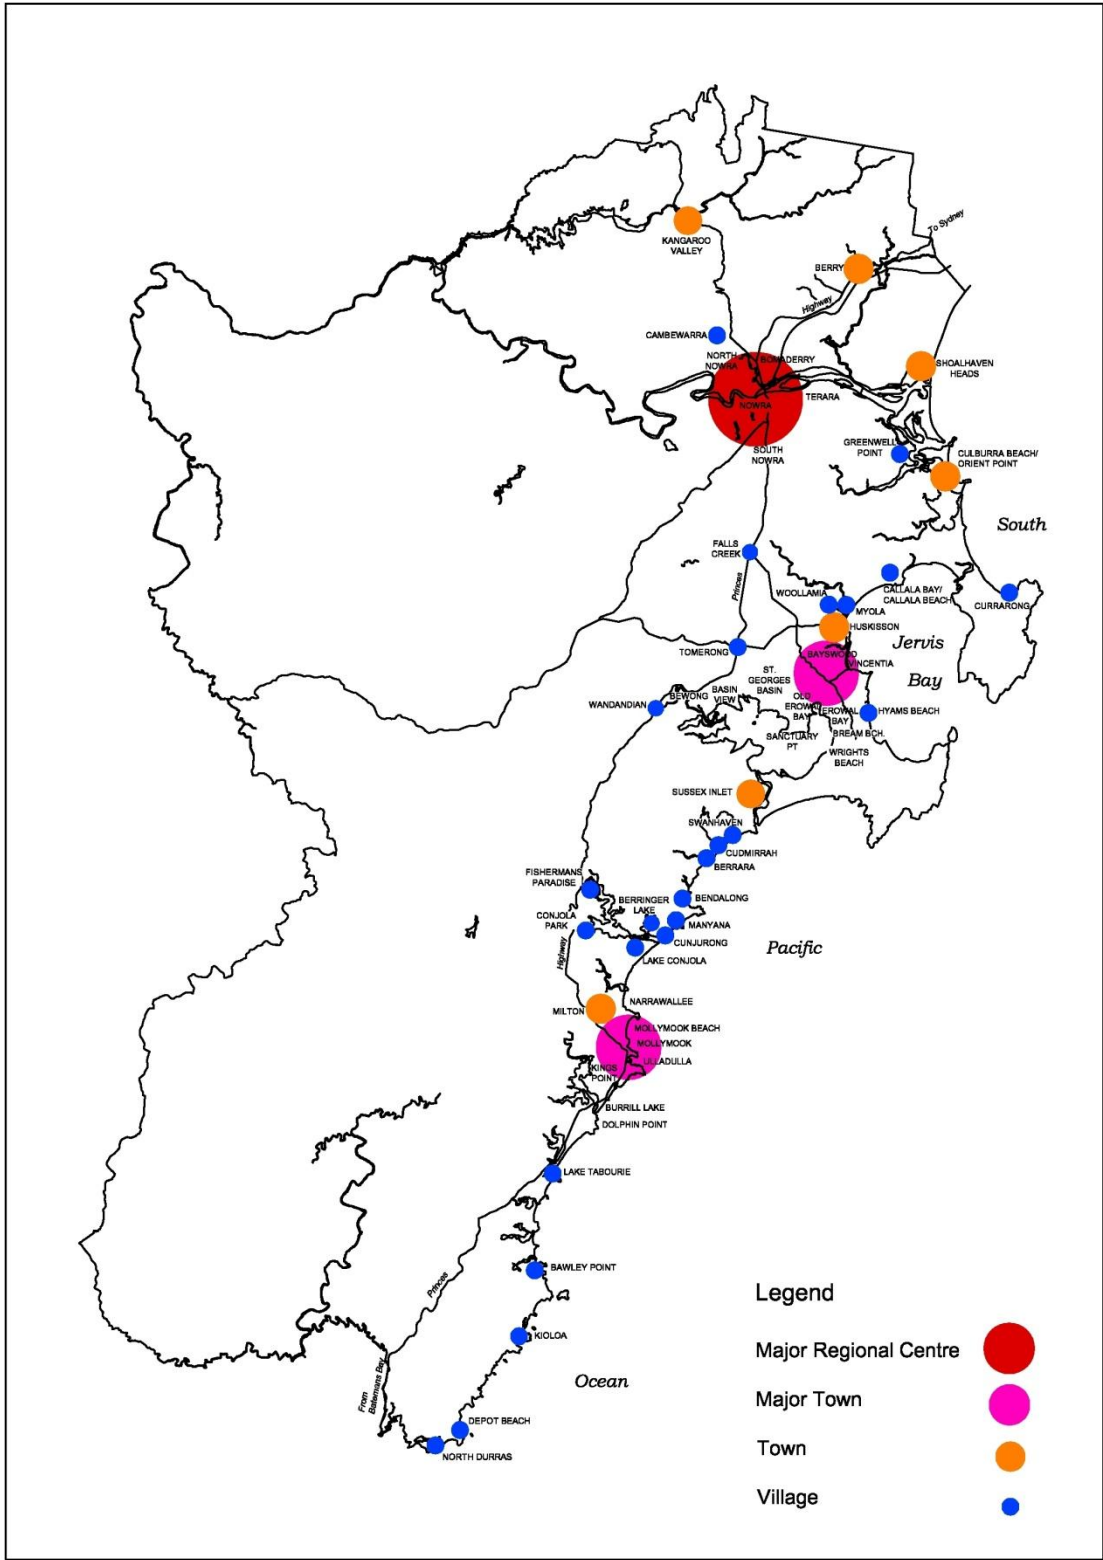 To Sydney
KANGAROO
VALLEY
BERRY
Highway
CAMBEWARRA
NORTH
NOWRA
BOMADERRY
SHOALHAVEN
HEADS
NOWRA
TERARA
SOUTH
NOWRA
GREENWELL
POINT
CULBURRA BEACH/
ORIENT POINT
South
FALLS
CREEK
Princes
WOOLLAMIA
CALLALA BAY/
CALLALA BEACH
CURRARONG
MYOLA
HUSKISSON
Jervis
TOMERONG
BAYSWOOD
VINCENTIA
ST.
GEORGES
BASIN
Bay
BEWONG
BASIN
VIEW
WANDANDIAN
OLD
EROWAL
BAY
EROWAL
BAY
HYAMS BEACH
SANCTUARY
PT
BREAM BCH.
WRIGHTS
BEACH
SUSSEX INLET
SWANHAVEN
CUDMIRRAH
BERRARA
FISHERMANS
PARADISE
BENDALONG
BERRINGER
LAKE
CONJOLA
PARK
MANYANA
CUNJURONG
Pacific
Highway
LAKE CONJOLA
NARRAWALLEE
MILTON
MOLLYMOOK BEACH
MOLLYMOOK
ULLADULLA
KINGS
POINT
BURRILL LAKE
DOLPHIN POINT
LAKE TABOURIE
BAWLEY POINT
Princes
KIOLOA
Ocean
From
Batemans Bay
DEPOT BEACH
NORTH DURRAS
Legend
Major Regional Centre
Major Town
Town
Village